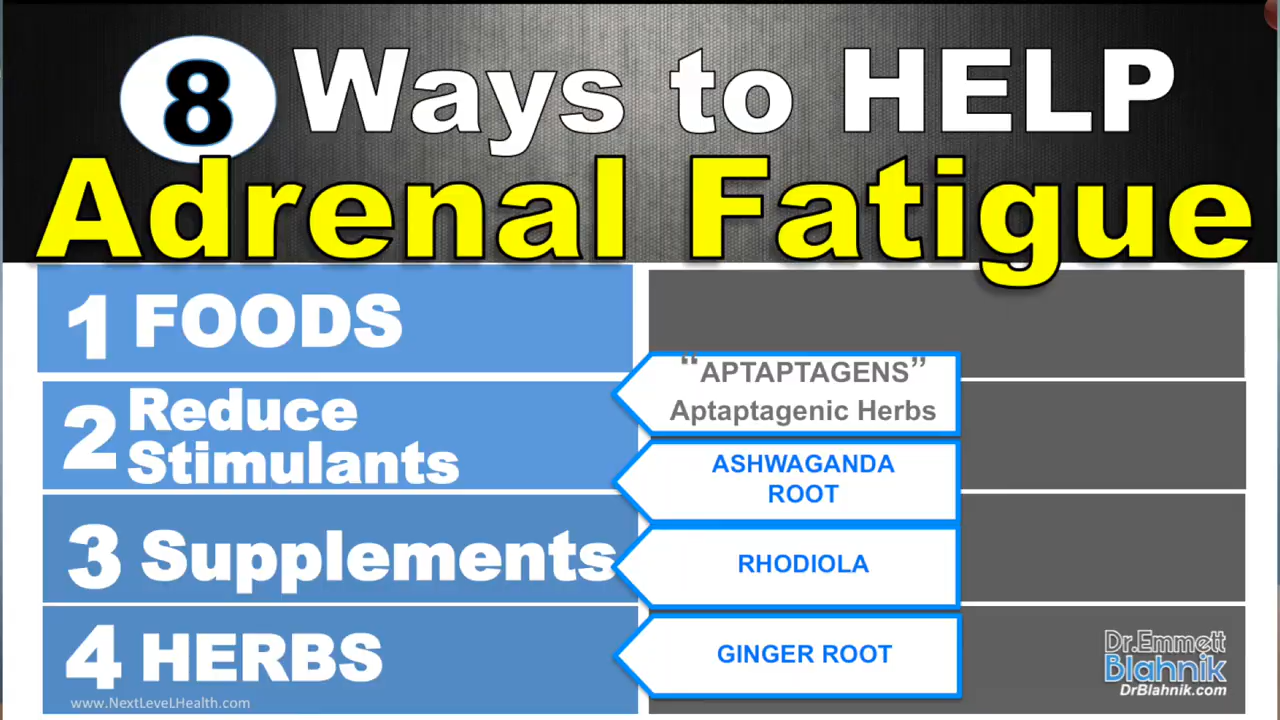 8 Ways to HELP
Adrenal Fatigue
1 FOODS
2 Reduce
Stimulants
3 Supplements
4 HERBS
“APTAPTAGENS”
Aptaptagenic Herbs
ASHWAGANDA
ROOT
RHODIOLA
GINGER ROOT
www.NextLeveLHealth.com
Dr.Emmett
Blahnik
DrBlahnik.com